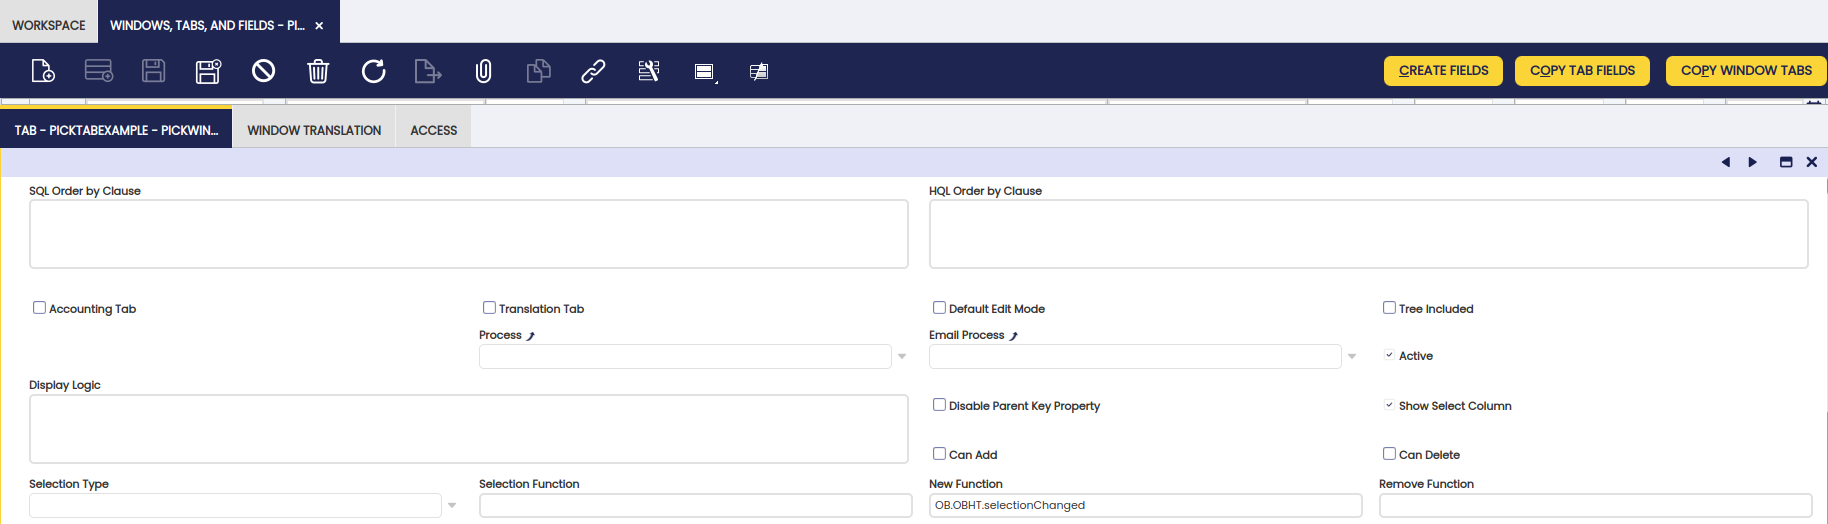 WORKSPACE
WINDOWS, TABS, AND FIELDS - PI...
CREATE FIELDS
COPY TAB FIELDS
COPY WINDOW TABS
TAB - PICKTABEXAMPLE - PICKWIN...
WINDOW TRANSLATION
ACCESS
SQL Order by Clause
HQL Order by Clause
Accounting Tab
Translation Tab
Default Edit Mode
Tree Included
Process
Email Process
Active
Display Logic
Disable Parent Key Property
Show Select Column
Can Add
Can Delete
Selection Type
Selection Function
New Function
Remove Function
OB.OBHT.selectionChanged